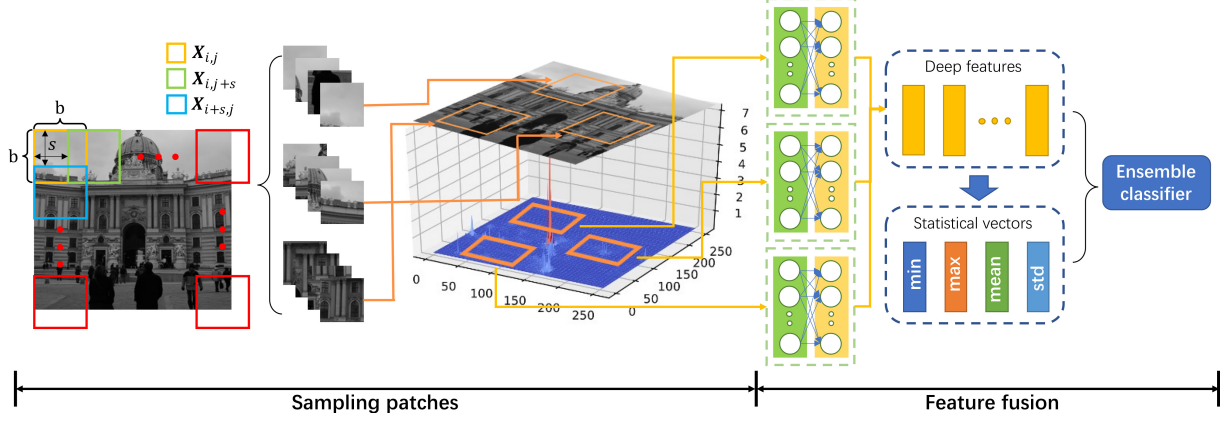 X_{i,j}
X_{i,j+s}
X_{i+s,j}
b
b
s
7
6
5
4
3
2
1
0
50
100
150
200
250
0
50
100
150
200
250
Deep features
Statistical vectors
min
max
mean
std
Ensemble
classifier
Sampling patches
Feature fusion